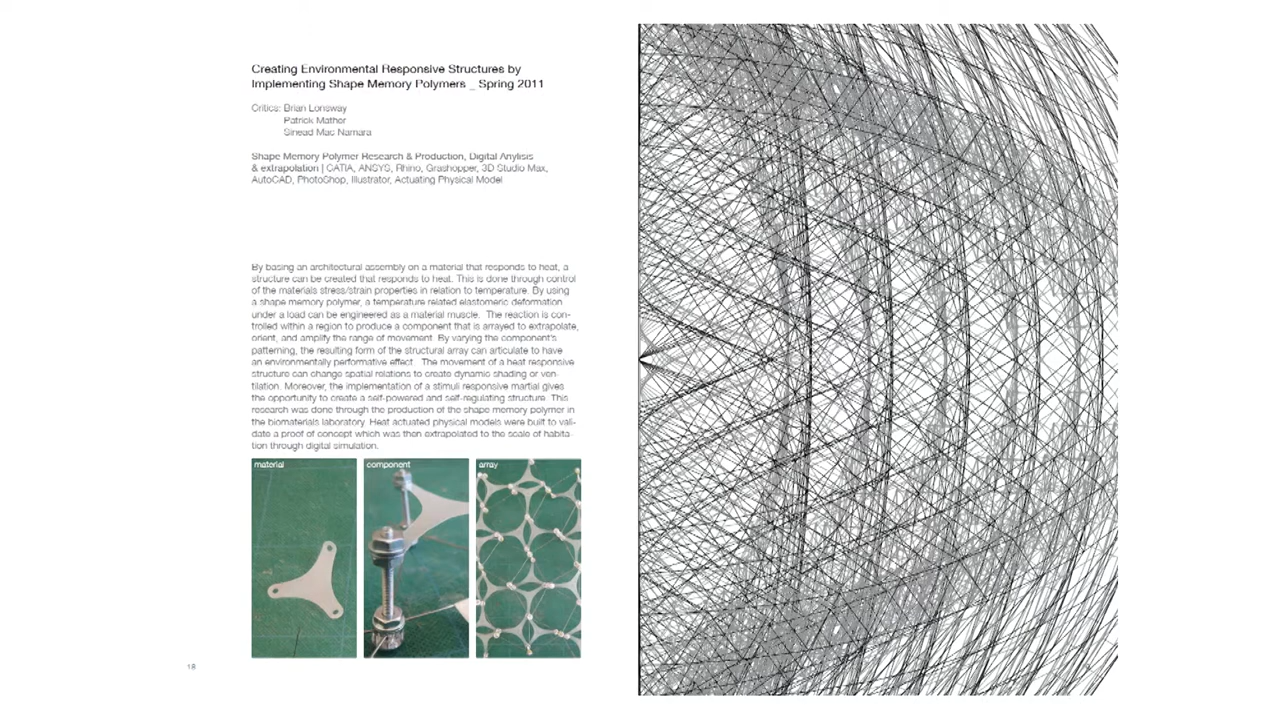 Creating Environmental Responsive Structures by
Implementing Shape Memory Polymers _ Spring 2011
Critics: Brian Lonsway
Patrick Mather
Sinead Mac Namara
Shape Memory Polymer Research & Production, Digital Anylisis
& extrapolation | CATIA, ANSYS, Rhino, Grashopper, 3D Studio Max,
AutoCAD, PhotoShop, Illustrator, Actuating Physical Model
By basing an architectural assembly on a material that responds to heat, a
structure can be created that responds to heat. This is done through control
of the materials stress/strain properties in relation to temperature. By using
a shape memory polymer, a temperature related elastomeric deformation
under a load can be engineered as a material muscle. The reaction is con-
trolled within a region to produce a component that is arrayed to extrapolate,
orient, and amplify the range of movement. By varying the component's
patterning, the resulting form of the structural array can articulate to have
an environmentally performative effect. The movement of a heat responsive
structure can change spatial relations to create dynamic shading or ven-
tilation. Moreover, the implementation of a stimuli responsive martial gives
the opportunity to create a self-powered and self-regulating structure. This
research was done through the production of the shape memory polymer in
the biomaterials laboratory. Heat actuated physical models were built to vali-
date a proof of concept which was then extrapolated to the scale of habita-
tion through digital simulation.
material
component
array
18